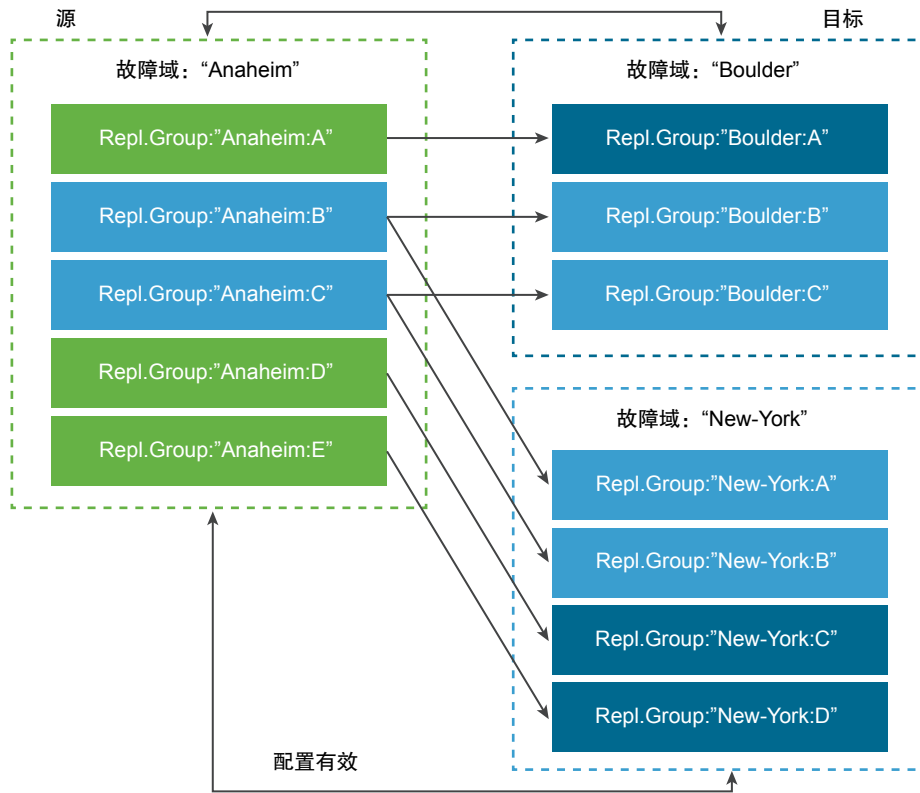 源
目标
故障域：“Anaheim”
Repl.Group:”Anaheim:A”
Repl.Group:”Anaheim:B”
Repl.Group:”Anaheim:C”
Repl.Group:”Anaheim:D”
Repl.Group:”Anaheim:E”
故障域：“Boulder”
Repl.Group:”Boulder:A”
Repl.Group:”Boulder:B”
Repl.Group:”Boulder:C”
故障域：“New-York”
Repl.Group:”New-York:A”
Repl.Group:”New-York:B”
Repl.Group:”New-York:C”
Repl.Group:”New-York:D”
配置有效